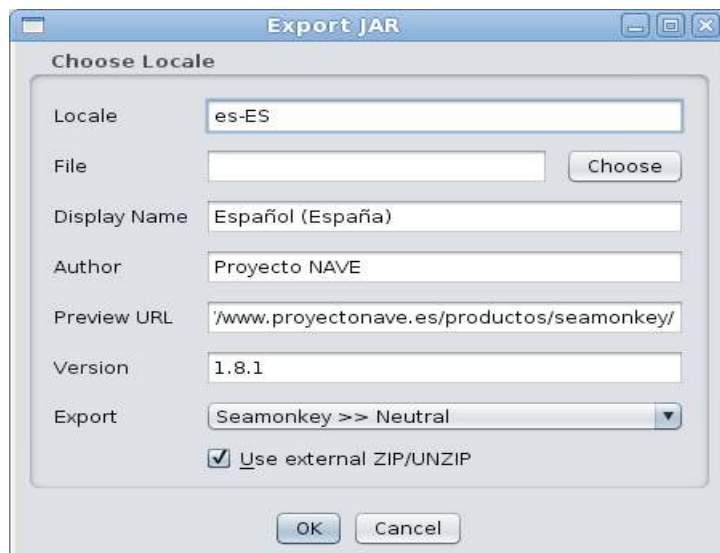 Export JAR
Choose Locale
Locale es-ES
File Choose
Display Name Español (España)
Author Proyecto NAVE
Preview URL /www.proyectonave.es/productos/seamonkey/
Version 1.8.1
Export Seamonkey >> Neutral
Use external ZIP/UNZIP
OK Cancel